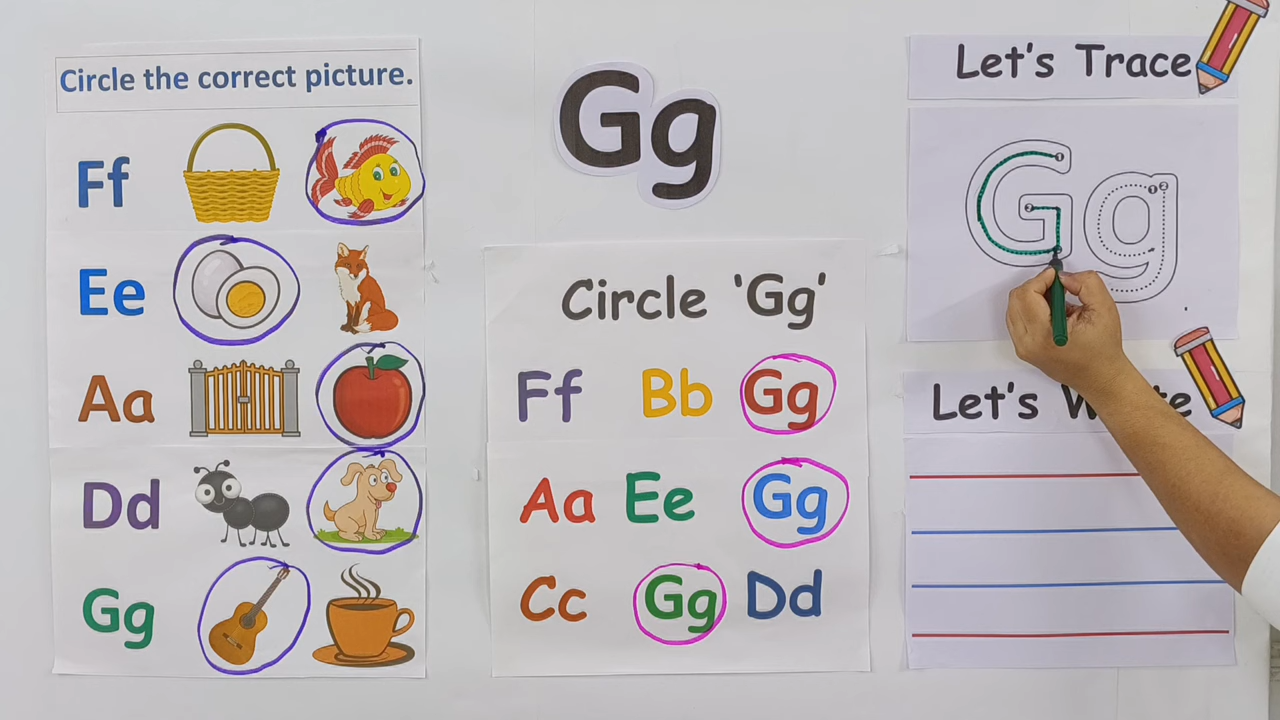 Circle the correct picture.
Ff
Ee
Aa
Dd
Gg
Gg
Circle 'Gg'
Ff Bb Gg
Aa Ee Gg
Cc Gg Dd
Let's Trace
Gg
Let's